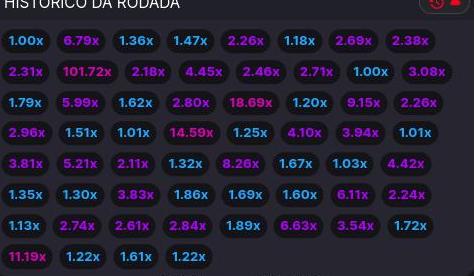 HISTÓRICO DA RODADA
1.00x 6.79x 1.36x 1.47x 2.26x 1.18x 2.69x 2.38x
2.31x 101.72x 2.18x 4.45x 2.46x 2.71x 1.00x 3.08x
1.79x 5.99x 1.62x 2.80x 18.69x 1.20x 9.15x 2.26x
2.96x 1.51x 1.01x 14.59x 1.25x 4.10x 3.94x 1.01x
3.81x 5.21x 2.11x 1.32x 8.26x 1.67x 1.03x 4.42x
1.35x 1.30x 3.83x 1.86x 1.69x 1.60x 6.11x 2.24x
1.13x 2.74x 2.61x 2.84x 1.89x 6.63x 3.54x 1.72x
11.19x 1.22x 1.61x 1.22x